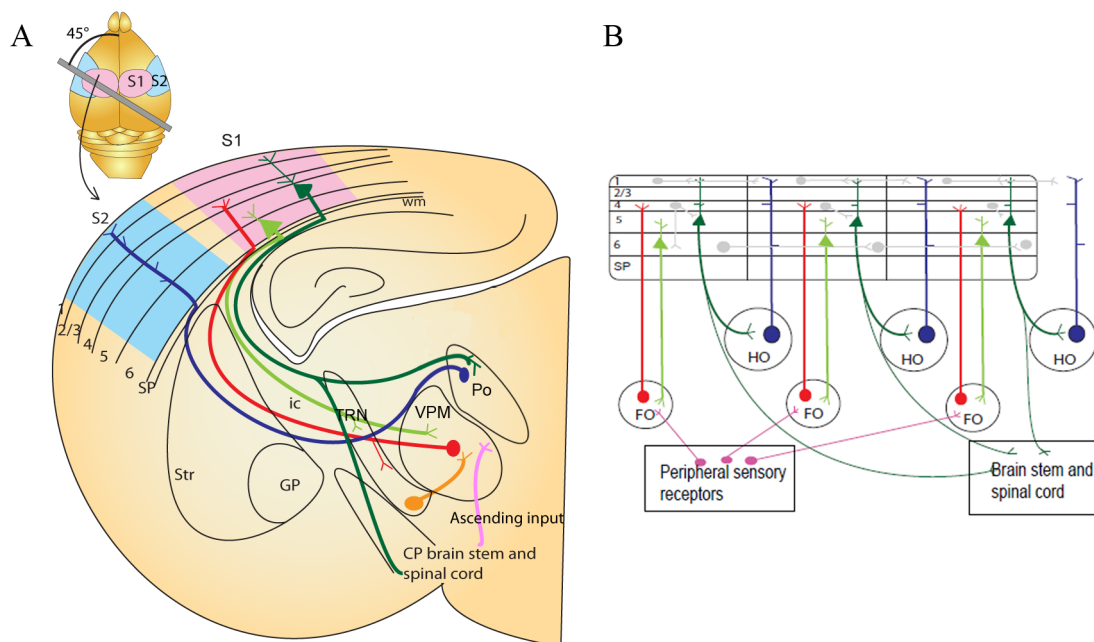 A
45°
S1
S2
S1
S2
wm
1
2/3
4
5
6
SP
ic
TRN
VPM
Po
Str
GP
Ascending input
CP brain stem and
spinal cord
B
1
2/3
4
5
6
SP
HO
HO
HO
FO
FO
FO
Peripheral sensory
receptors
Brain stem and
spinal cord